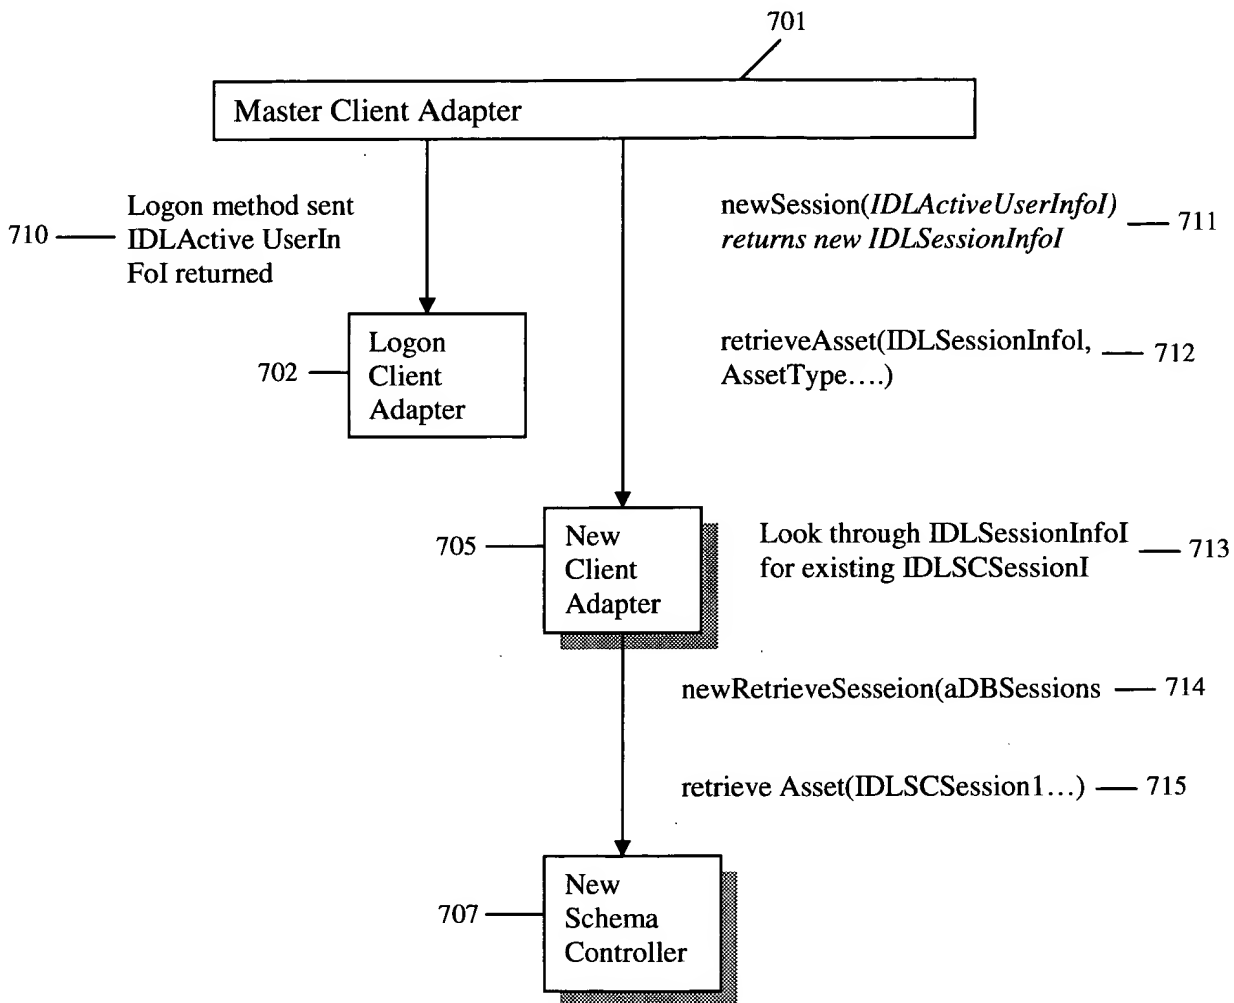 701
Master Client Adapter
Logon method sent
710
IDLActive UserIn
FoI returned
newSession(IDLActiveUserInfoI)
returns new IDLSessionInfoI
711
Logon
Client
Adapter
702
retrieveAsset(IDLSessionInfoI,
AssetType....)
712
705
New
Client
Adapter
Look through IDLSessionInfoI
for existing IDLSCSessionI
713
newRetrieveSesseion(aDBSessions
714
retrieve Asset(IDLSCSession1...)
715
707
New
Schema
Controller